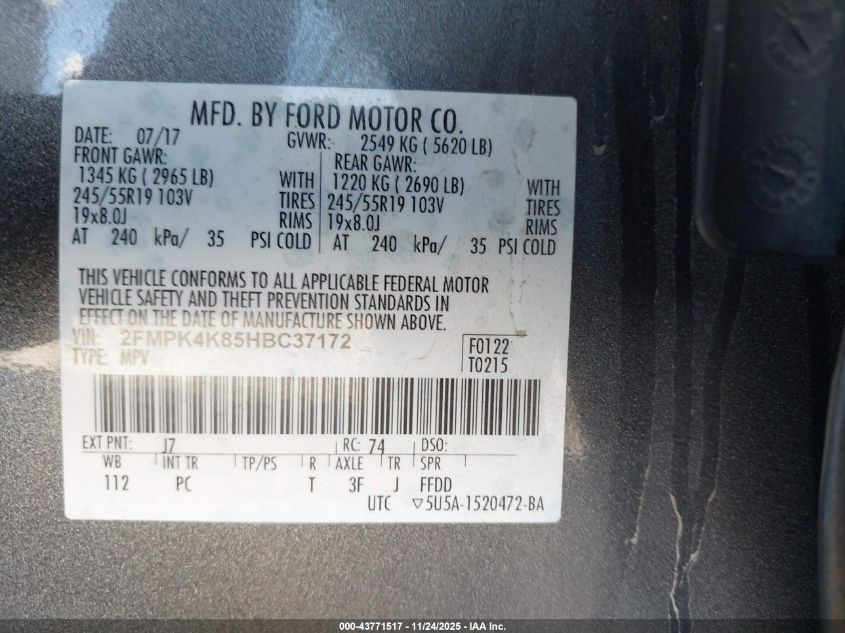 MFD. BY FORD MOTOR CO.
DATE: 07/17 GVWR: 2549 KG ( 5620 LB)
FRONT GAWR: REAR GAWR:
1345 KG ( 2965 LB) WITH 1220 KG ( 2690 LB) WITH
245/55R19 103V TIRES 245/55R19 103V TIRES
19x8.0J RIMS 19x8.0J RIMS
AT 240 kPa/ 35 PSI COLD AT 240 kPa/ 35 PSI COLD
THIS VEHICLE CONFORMS TO ALL APPLICABLE FEDERAL MOTOR
VEHICLE SAFETY AND THEFT PREVENTION STANDARDS IN
EFFECT ON THE DATE OF MANUFACTURE SHOWN ABOVE.
VIN: 2FMPK4K85HBC37172
TYPE: MPV
F0122
T0215
EXT PNT: J7 RC: 74 DSO:
WB INT TR TP/PS R AXLE TR SPR
112 PC T 3F J FFDD
UTC ▽5U5A-1520472-BA
000-43771517 - 11/24/2025 - IAA Inc.